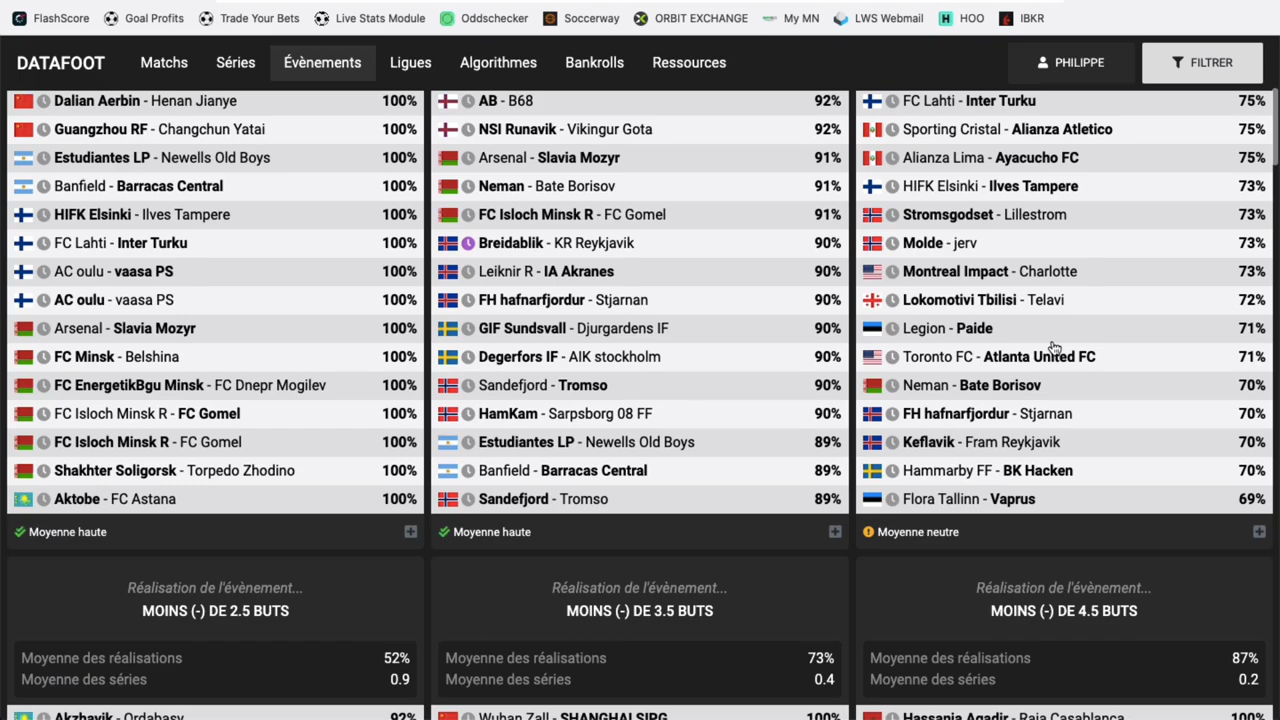 FlashScore Goal Profits Trade Your Bets Live Stats Module Oddschecker Soccerway ORBIT EXCHANGE My MN LWS Webmail HOO IBKR
DATAFOOT Matchs Séries Évènements Ligues Algorithmes Bankrolls Ressources PHILIPPE FILTRER
Dalian Aerbin - Henan Jianye 100%
Guangzhou RF - Changchun Yatai 100%
Estudiantes LP - Newells Old Boys 100%
Banfield - Barracas Central 100%
HIFK Elsinki - Ilves Tampere 100%
FC Lahti - Inter Turku 100%
AC oulu - vaasa PS 100%
AC oulu - vaasa PS 100%
Arsenal - Slavia Mozyr 100%
FC Minsk - Belshina 100%
FC EnergetikBgu Minsk - FC Dnepr Mogilev 100%
FC Isloch Minsk R - FC Gomel 100%
FC Isloch Minsk R - FC Gomel 100%
Shakhter Soligorsk - Torpedo Zhodino 100%
Aktobe - FC Astana 100%
Moyenne haute
AB - B68 92%
NSI Runavik - Vikingur Gota 92%
Arsenal - Slavia Mozyr 91%
Neman - Bate Borisov 91%
FC Isloch Minsk R - FC Gomel 91%
Breidablik - KR Reykjavik 90%
Leiknir R - IA Akranes 90%
FH hafnarfjordur - Stjarnan 90%
GIF Sundsvall - Djurgardens IF 90%
Degerfors IF - AIK stockholm 90%
Sandefjord - Tromso 90%
HamKam - Sarpsborg 08 FF 90%
Estudiantes LP - Newells Old Boys 89%
Banfield - Barracas Central 89%
Sandefjord - Tromso 89%
Moyenne haute
FC Lahti - Inter Turku 75%
Sporting Cristal - Alianza Atletico 75%
Alianza Lima - Ayacucho FC 75%
HIFK Elsinki - Ilves Tampere 73%
Stromsgodset - Lillestrom 73%
Molde - jerv 73%
Montreal Impact - Charlotte 73%
Lokomotivi Tbilisi - Telavi 72%
Legion - Paide 71%
Toronto FC - Atlanta United FC 71%
Neman - Bate Borisov 70%
FH hafnarfjordur - Stjarnan 70%
Keflavik - Fram Reykjavik 70%
Hammarby FF - BK Hacken 70%
Flora Tallinn - Vaprus 69%
Moyenne neutre
Réalisation de l'évènement...
MOINS (-) DE 2.5 BUTS
Moyenne des réalisations 52%
Moyenne des séries 0.9
Akzhayik - Ordabasy 92%
Réalisation de l'évènement...
MOINS (-) DE 3.5 BUTS
Moyenne des réalisations 73%
Moyenne des séries 0.4
Wuhan Zall - SHANGHAI SIPG 100%
Réalisation de l'évènement...
MOINS (-) DE 4.5 BUTS
Moyenne des réalisations 87%
Moyenne des séries 0.2
Hassania Agadir - Raja Casablanca 100%